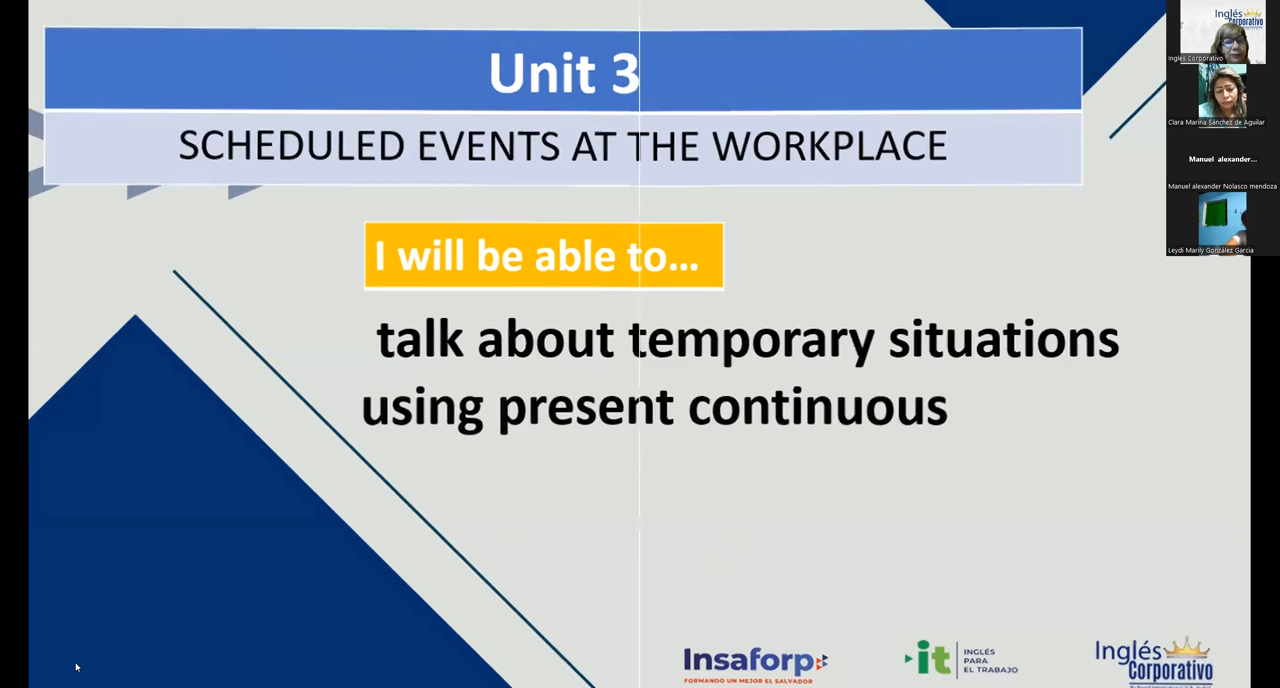 Unit 3
SCHEDULED EVENTS AT THE WORKPLACE
I will be able to...
talk about temporary situations
using present continuous
Insaforp
FORMANDO UN MEJOR EL SALVADOR
it
INGLÉS
PARA
EL TRABAJO
Inglés
Corporativo
Inglés
Corporativo
Inglés Corporativo
Clara Marina Sánchez de Aguilar
Manuel alexander...
Manuel alexander Nolasco mendoza
Leydi Marily González Garcia